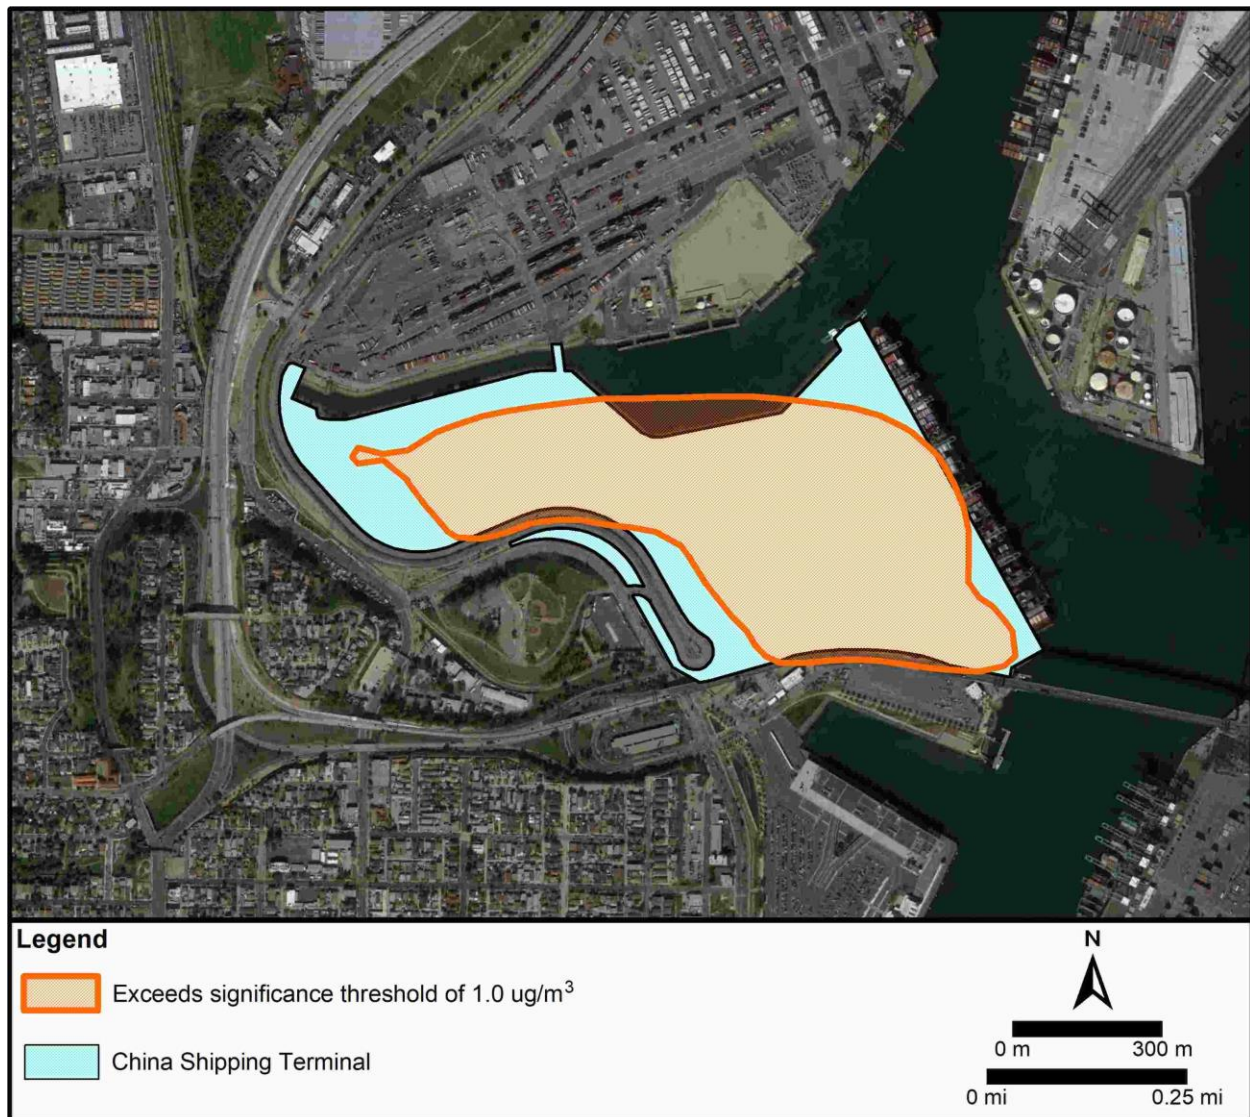 Legend
Exceeds significance threshold of 1.0 ug/m³
China Shipping Terminal
N
0 m 300 m
0 mi 0.25 mi